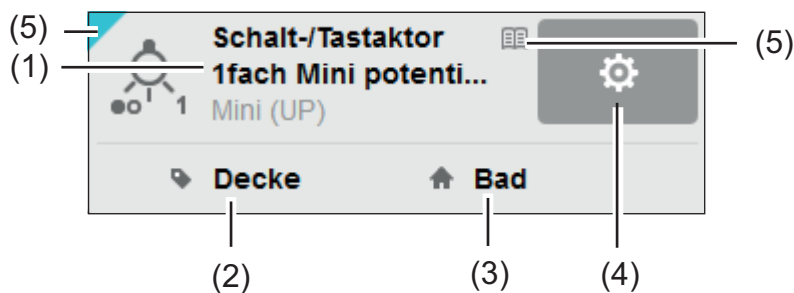 (5)
Schalt-/Tastaktor
(5)
(1)
1fach Mini potenti...
1
Mini (UP)
Decke
Bad
(2)
(3)
(4)